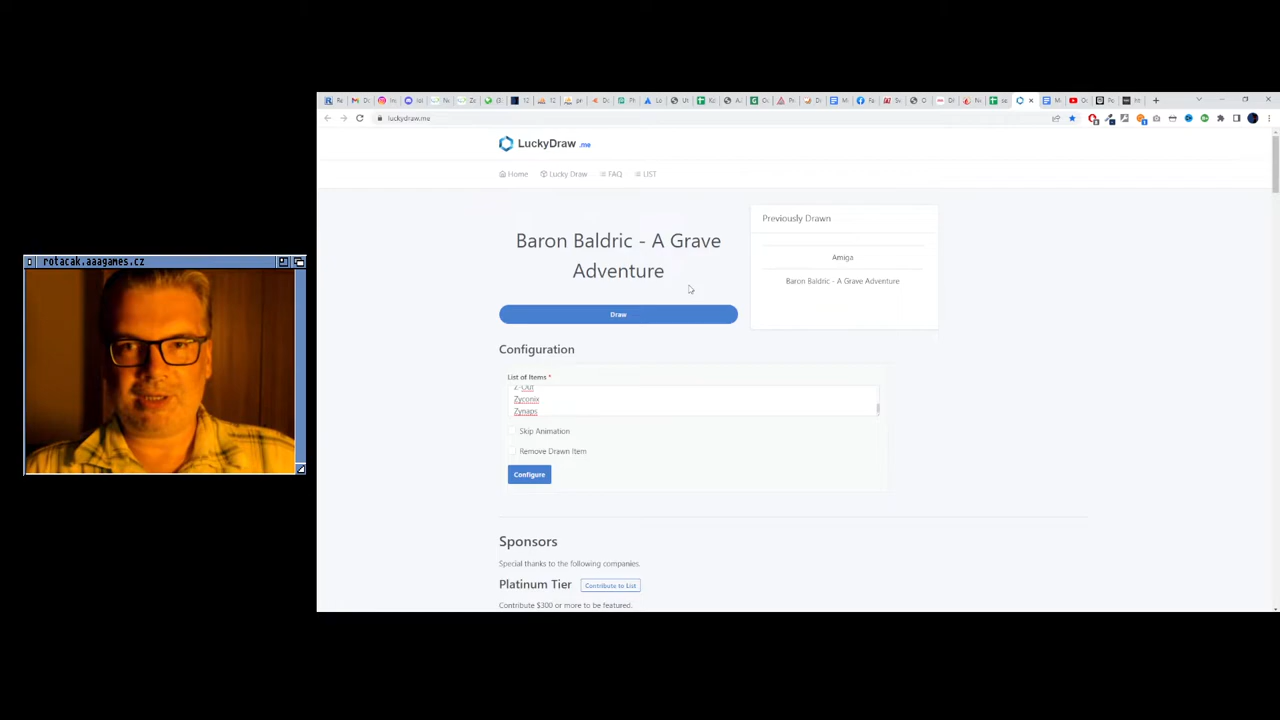 luckydraw.me
LuckyDraw .me
Home
Lucky Draw
FAQ
LIST
Baron Baldric - A Grave
Adventure
Previously Drawn
Amiga
Baron Baldric - A Grave Adventure
Draw
Configuration
List of Items *
Z-Out
Zyconix
Zynaps
Skip Animation
Remove Drawn Item
Configure
rotacak.aaagames.cz
Sponsors
Special thanks to the following companies.
Platinum Tier
Contribute to List
Contribute $300 or more to be featured.